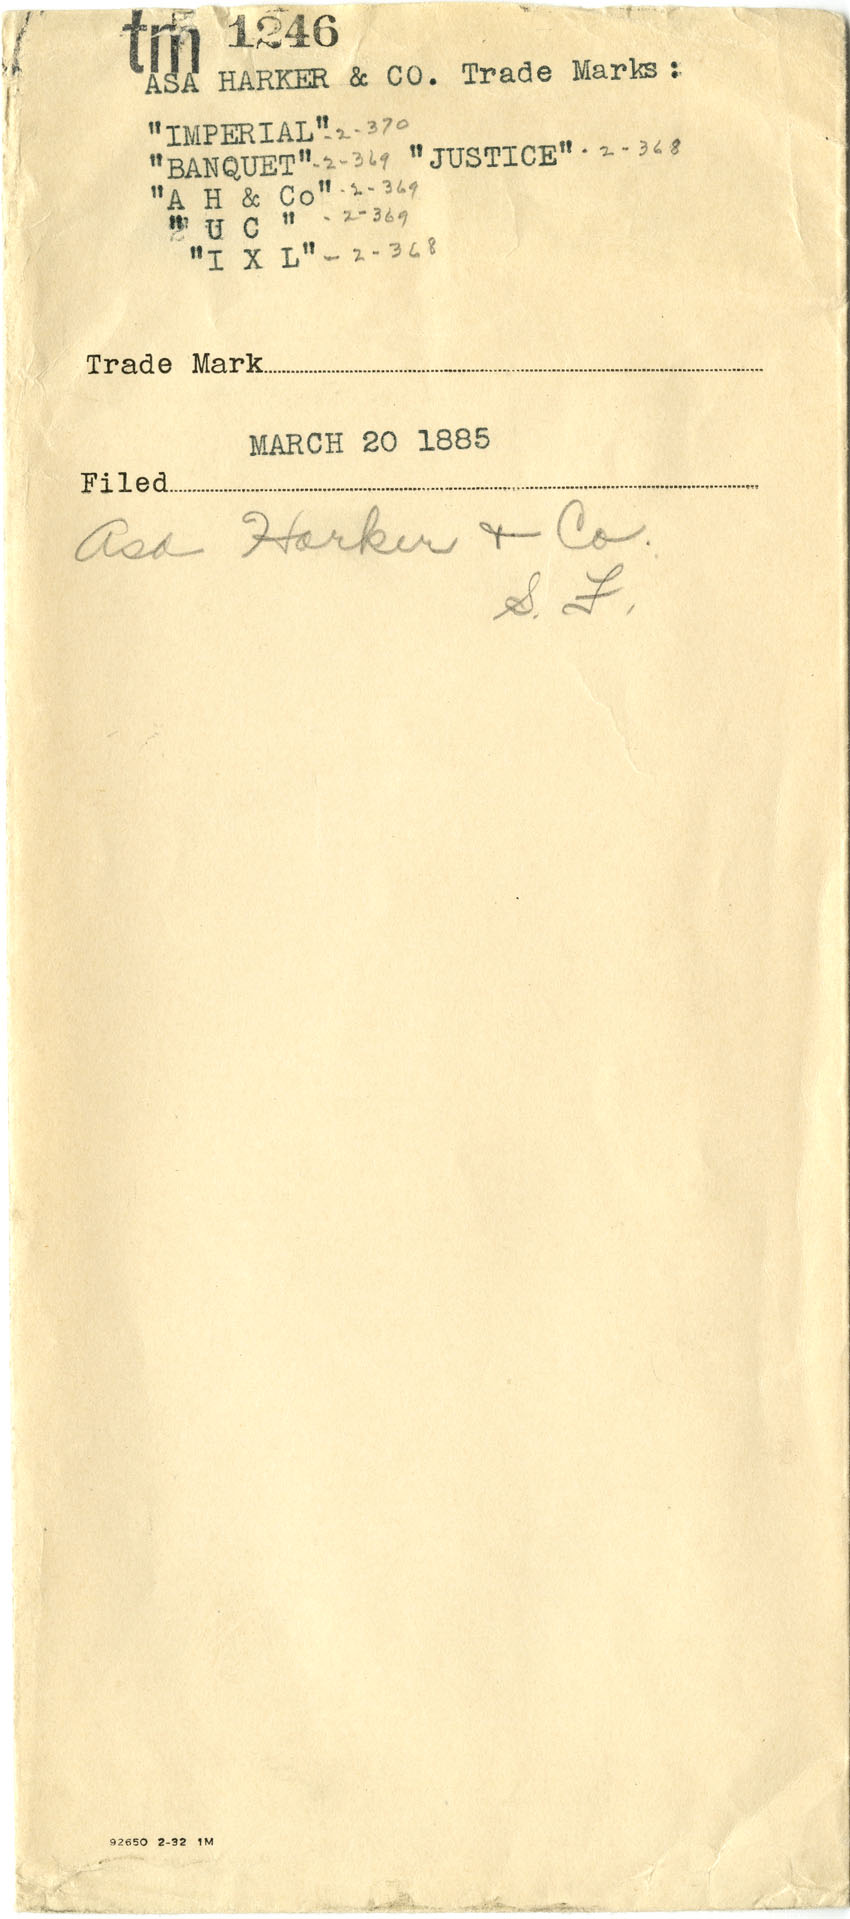 trn 1246
ASA HARKER & CO. Trade Marks:
"IMPERIAL" - 2-370
"BANQUET" - 2-369 "JUSTICE" - 2-368
"A H & Co" - 2-369
" U C " - 2-369
"I X L" - 2-368
Trade Mark
MARCH 20 1885
Filed
Asa Harker & Co.
S. F.
92650 2-32 1M